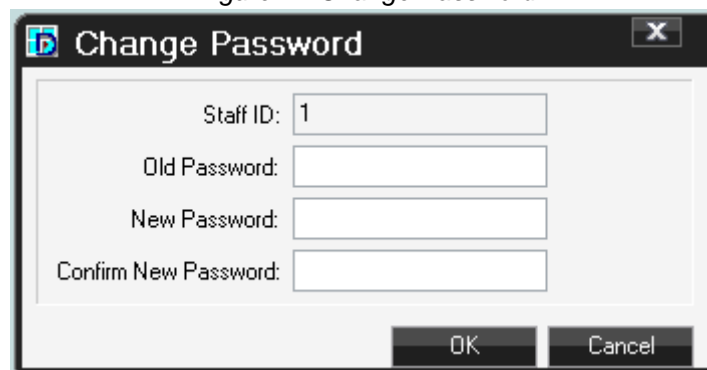 Change Password
Staff ID: 1
Old Password:
New Password:
Confirm New Password:
OK Cancel